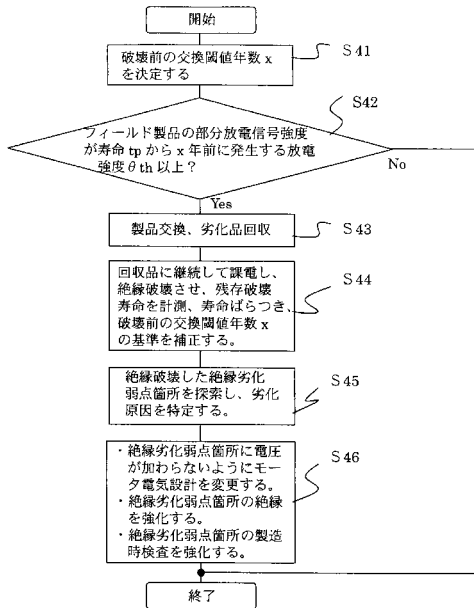 開始
破壊前の交換閾値年数 x
を決定する
S41
S42
フィールド製品の部分放電信号強度
が寿命 tp から x 年前に発生する放電
強度θth 以上？
No
Yes
製品交換、劣化品回収
S43
回収品に継続して課電し、
絶縁破壊させ、残存破壊
寿命を計測、寿命ばらつき、
破壊前の交換閾値年数 x
の基準を補正する。
S44
絶縁破壊した絶縁劣化
弱点箇所を探索し、劣化
原因を特定する。
S45
・絶縁劣化弱点箇所に電圧
が加わらないようにモー
タ電気設計を変更する。
・絶縁劣化弱点箇所の絶縁
を強化する。
・絶縁劣化弱点箇所の製造
時検査を強化する。
S46
終了